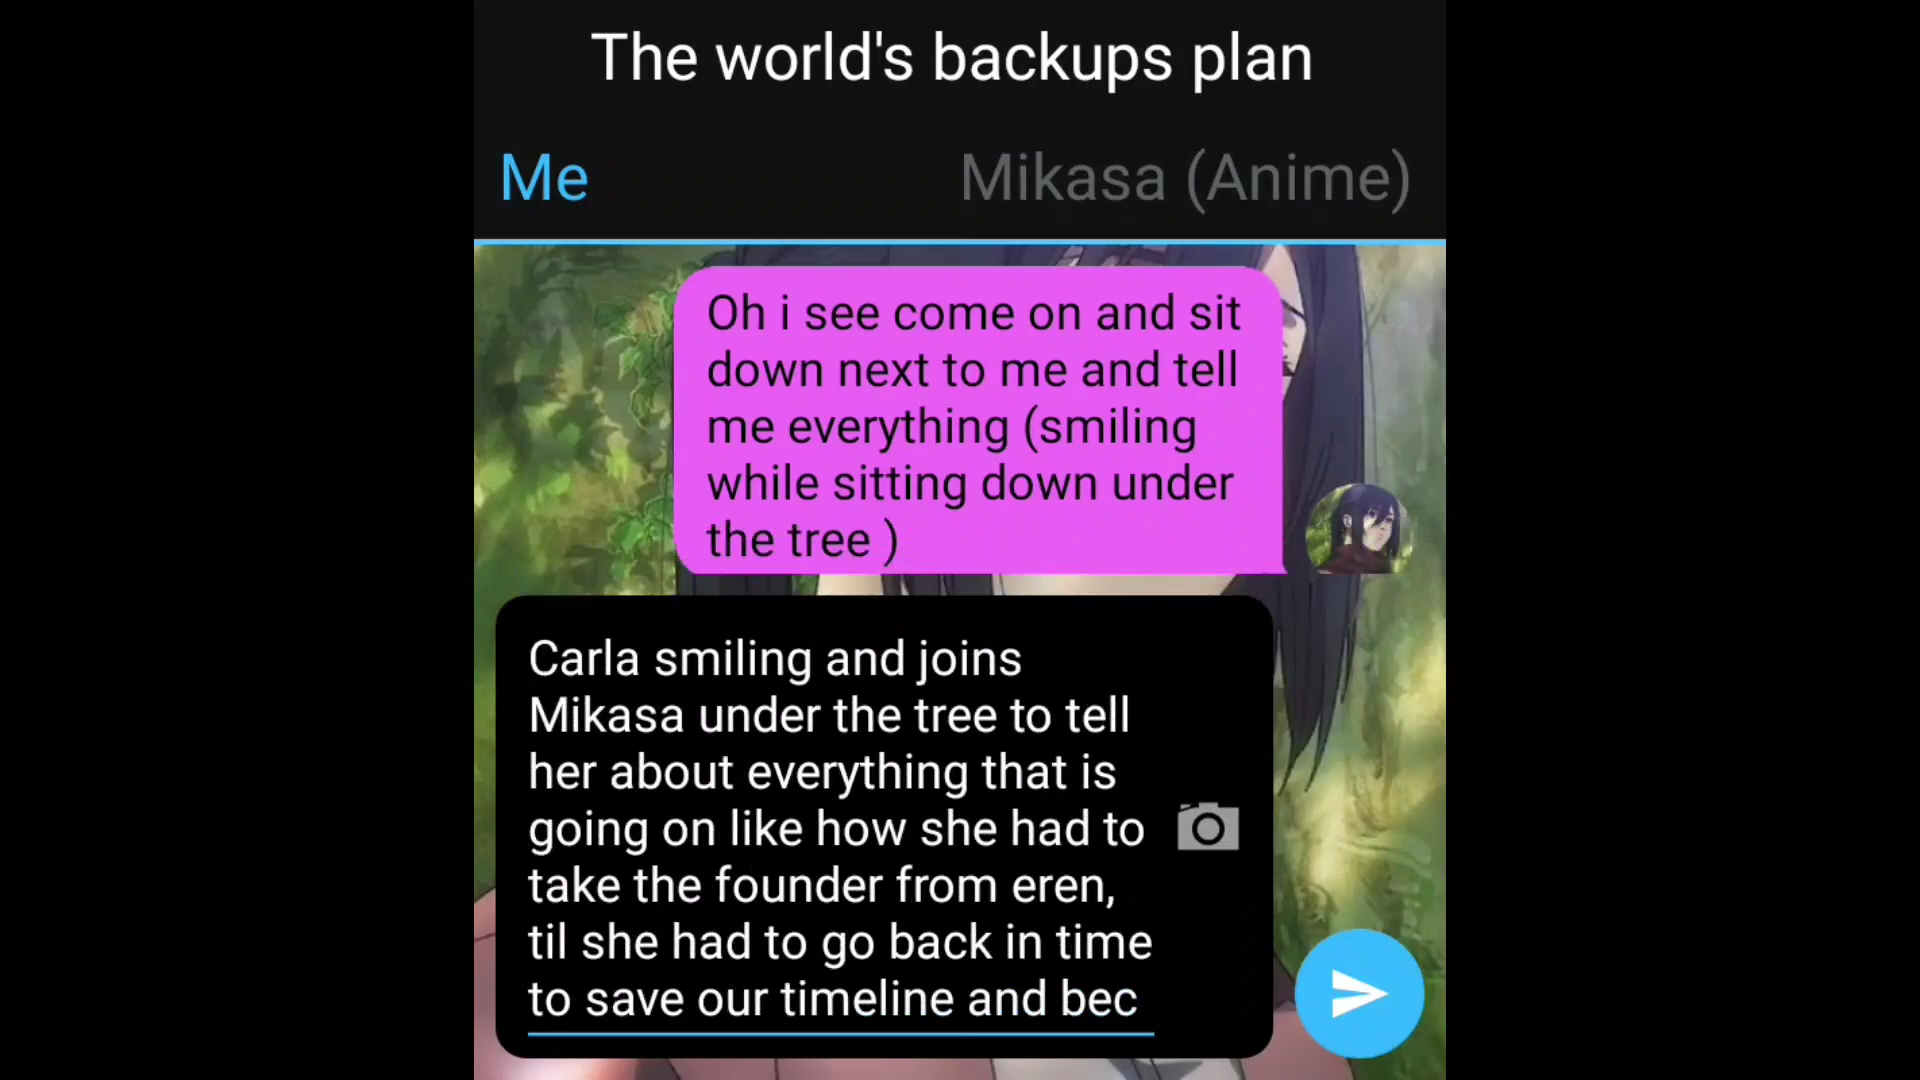 The world's backups plan
Me
Mikasa (Anime)
Oh i see come on and sit
down next to me and tell
me everything (smiling
while sitting down under
the tree )
Carla smiling and joins
Mikasa under the tree to tell
her about everything that is
going on like how she had to
take the founder from eren,
til she had to go back in time
to save our timeline and bec